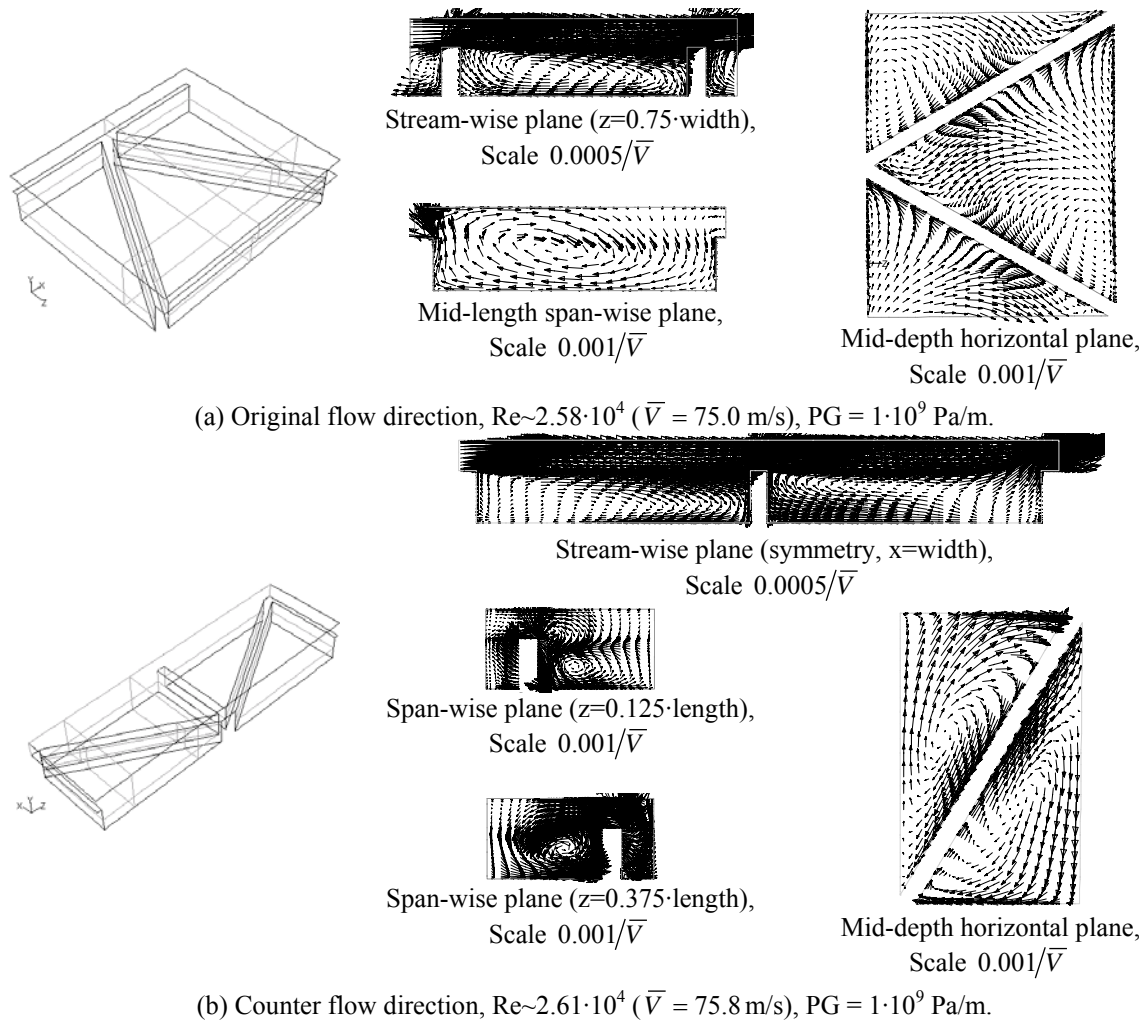 Stream-wise plane (z=0.75·width),
Scale 0.0005/V̅
Mid-length span-wise plane,
Scale 0.001/V̅
Mid-depth horizontal plane,
Scale 0.001/V̅
Y
X
Z
(a) Original flow direction, Re~2.58·10⁴ (V̅ = 75.0 m/s), PG = 1·10⁹ Pa/m.
Stream-wise plane (symmetry, x=width),
Scale 0.0005/V̅
Span-wise plane (z=0.125·length),
Scale 0.001/V̅
X Y Z
Span-wise plane (z=0.375·length),
Scale 0.001/V̅
Mid-depth horizontal plane,
Scale 0.001/V̅
(b) Counter flow direction, Re~2.61·10⁴ (V̅ = 75.8 m/s), PG = 1·10⁹ Pa/m.